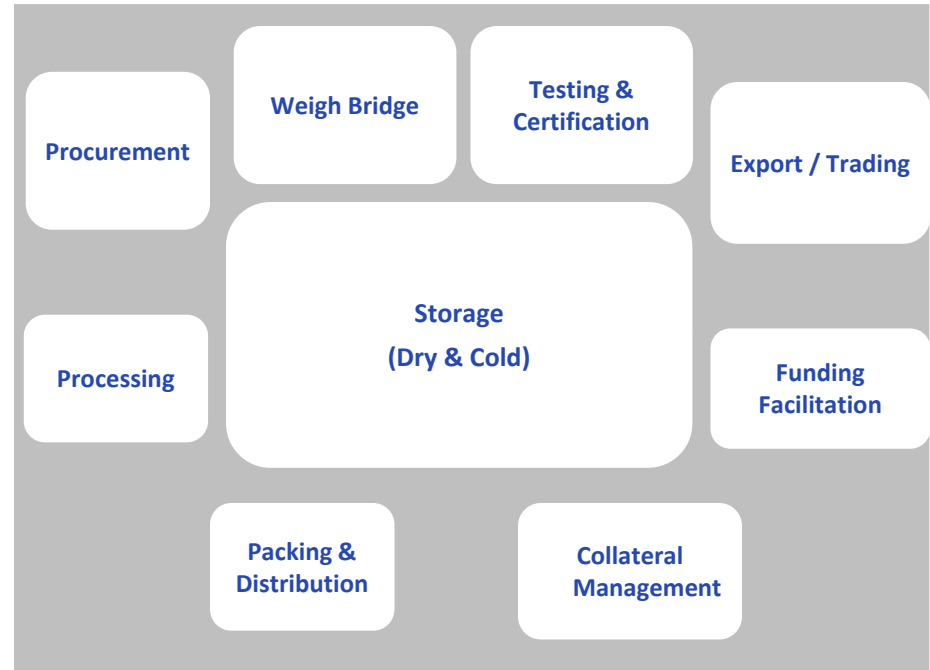 Weigh Bridge
Testing &
Certification
Procurement
Export / Trading
Storage
(Dry & Cold)
Processing
Funding
Facilitation
Packing &
Distribution
Collateral
Management